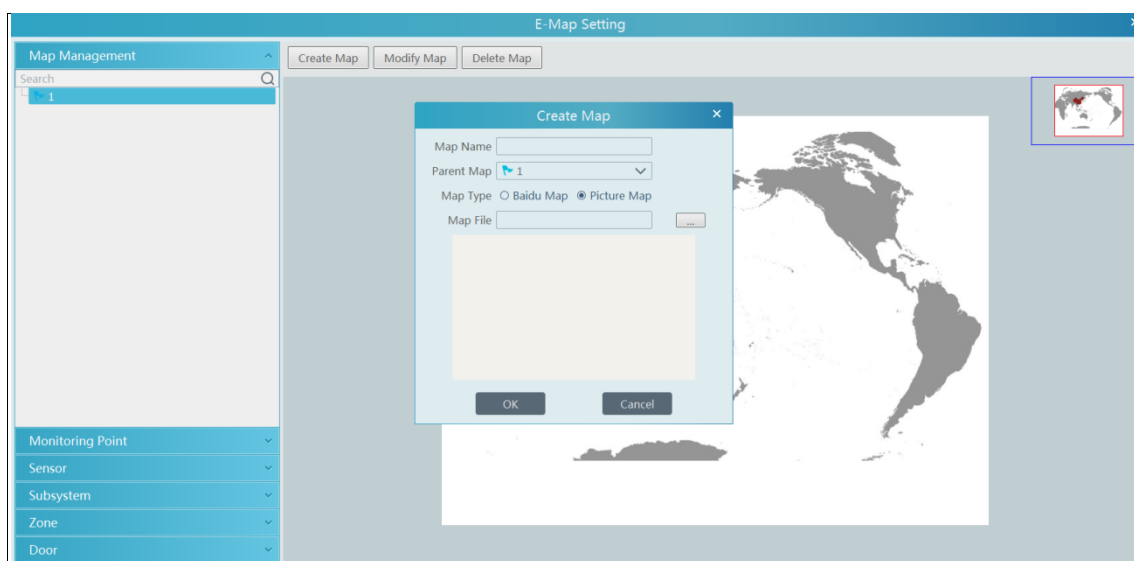 E-Map Setting
Map Management
Search
1
Create Map
Modify Map
Delete Map
Create Map
Map Name
Parent Map 1
Map Type Baidu Map Picture Map
Map File ...
OK Cancel
Monitoring Point
Sensor
Subsystem
Zone
Door